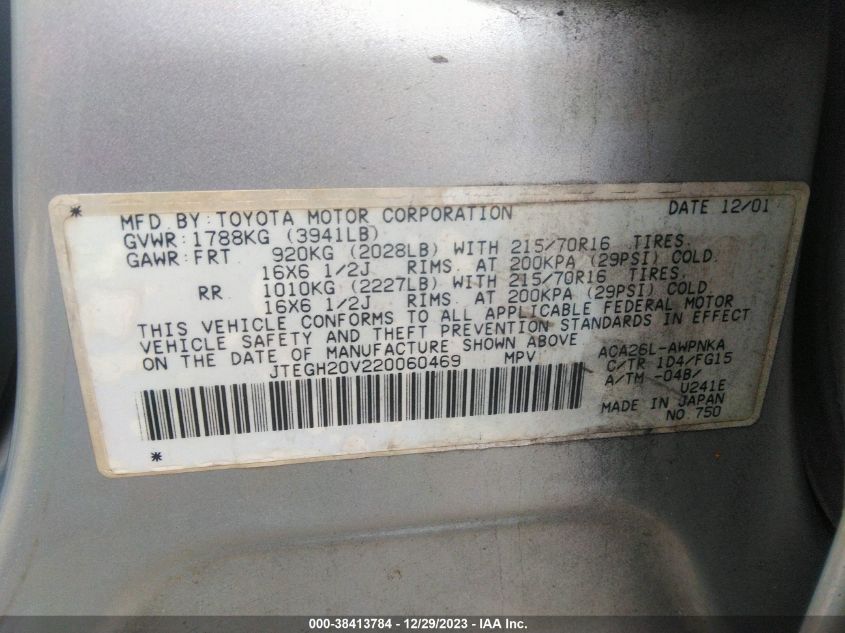 * MFD BY: TOYOTA MOTOR CORPORATION DATE 12/01
GVWR: 1788KG (3941LB)
GAWR: FRT 920KG (2028LB) WITH 215/70R16 TIRES.
16X6 1/2J RIMS. AT 200KPA (29PSI) COLD.
RR 1010KG (2227LB) WITH 215/70R16 TIRES.
16X6 1/2J RIMS. AT 200KPA (29PSI) COLD.
THIS VEHICLE CONFORMS TO ALL APPLICABLE FEDERAL MOTOR
VEHICLE SAFETY AND THEFT PREVENTION STANDARDS IN EFFECT
ON THE DATE OF MANUFACTURE SHOWN ABOVE.
JTEGH20V220060469 MPV
ACA26L-AWPNKA
C/TR 1D4/FG15
A/TM -04B/
U241E
MADE IN JAPAN
NO 750
*
000-38413784 - 12/29/2023 - IAA Inc.